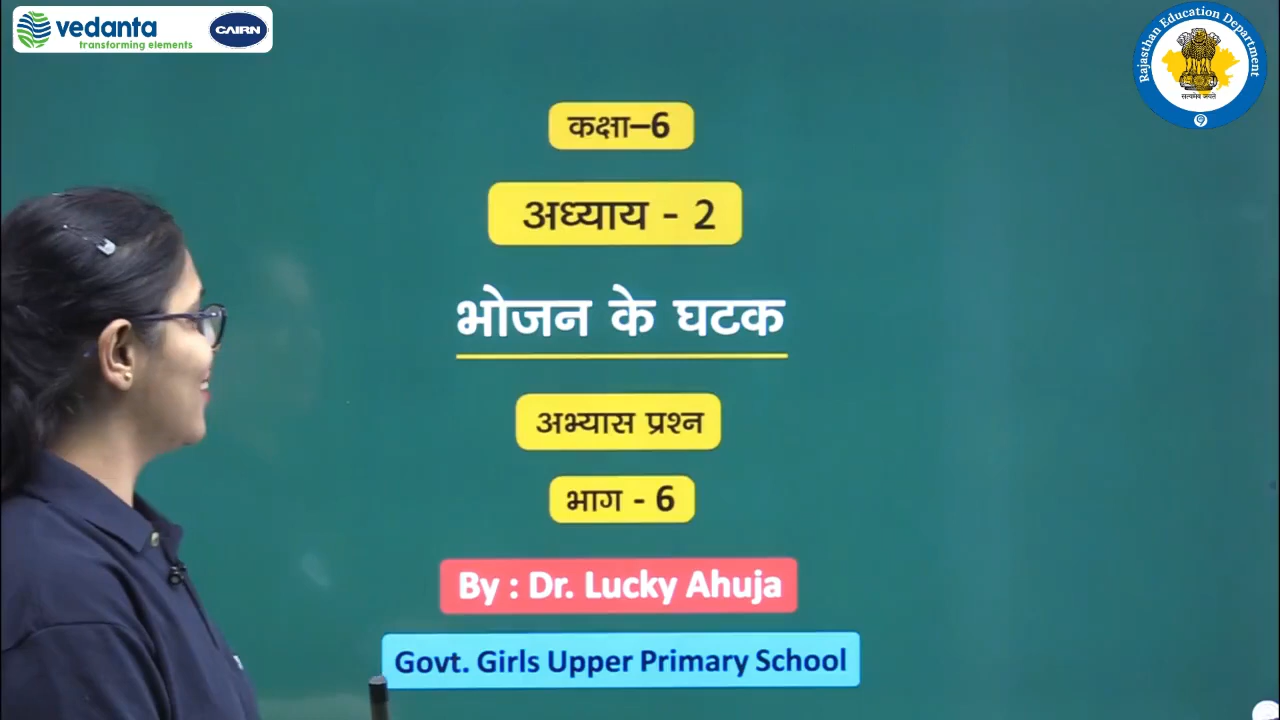 vedanta
transforming elements
CAIRN
Rajasthan Education Department
सत्यमेव जयते
कक्षा–6
अध्याय - 2
भोजन के घटक
अभ्यास प्रश्न
भाग - 6
By : Dr. Lucky Ahuja
Govt. Girls Upper Primary School